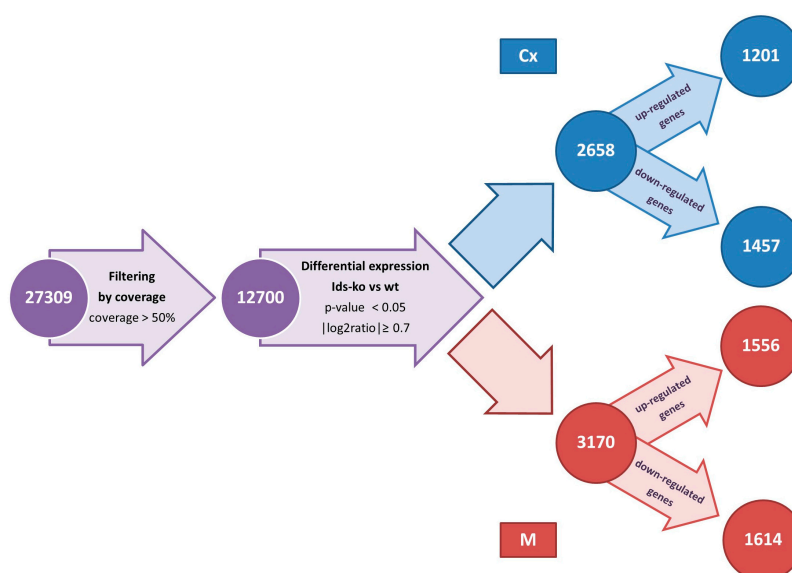 27309
Filtering
by coverage
coverage > 50%
12700
Differential expression
Ids-ko vs wt
p-value < 0.05
|log2ratio| ≥ 0.7
Cx
2658
up-regulated
genes
1201
down-regulated
genes
1457
M
3170
up-regulated
genes
1556
down-regulated
genes
1614